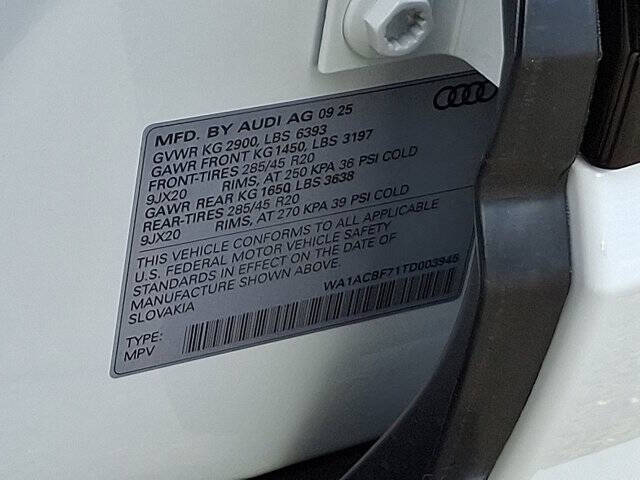 MFD. BY AUDI AG 09 25
GVWR KG 2900, LBS 6393
GAWR FRONT KG 1450, LBS 3197
FRONT-TIRES 285/45 R20
9JX20 RIMS, AT 250 KPA 36 PSI COLD
GAWR REAR KG 1650, LBS 3638
REAR-TIRES 285/45 R20
9JX20 RIMS, AT 270 KPA 39 PSI COLD
THIS VEHICLE CONFORMS TO ALL APPLICABLE
U.S. FEDERAL MOTOR VEHICLE SAFETY
STANDARDS IN EFFECT ON THE DATE OF
MANUFACTURE SHOWN ABOVE.
SLOVAKIA
WA1ACBF71TD003945
TYPE:
MPV